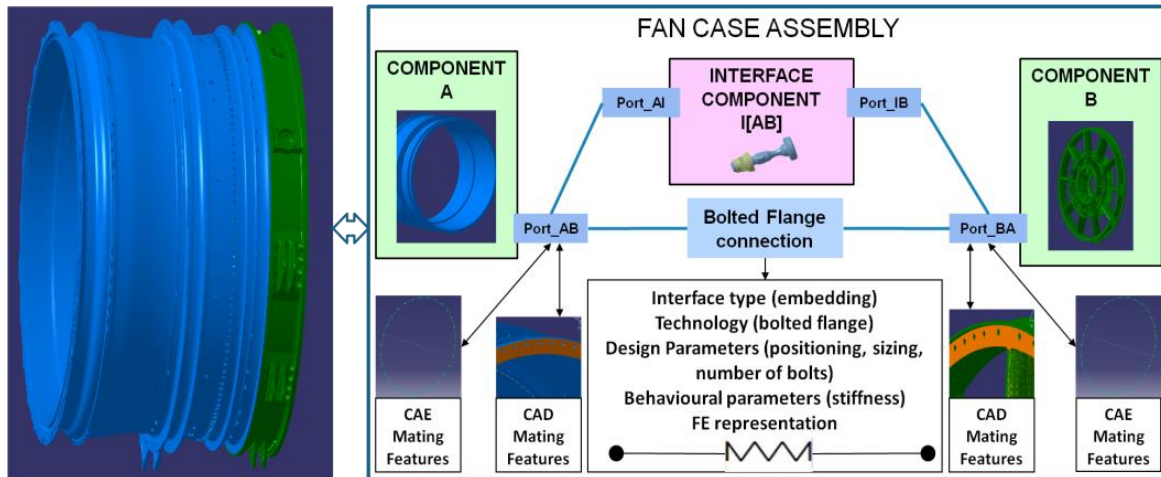 FAN CASE ASSEMBLY
COMPONENT
A
Port_AI
INTERFACE
COMPONENT
I[AB]
Port_IB
COMPONENT
B
Port_AB
Bolted Flange
connection
Port_BA
Interface type (embedding)
Technology (bolted flange)
Design Parameters (positioning, sizing,
number of bolts)
Behavioural parameters (stiffness)
FE representation
CAE
Mating
Features
CAD
Mating
Features
CAD
Mating
Features
CAE
Mating
Features